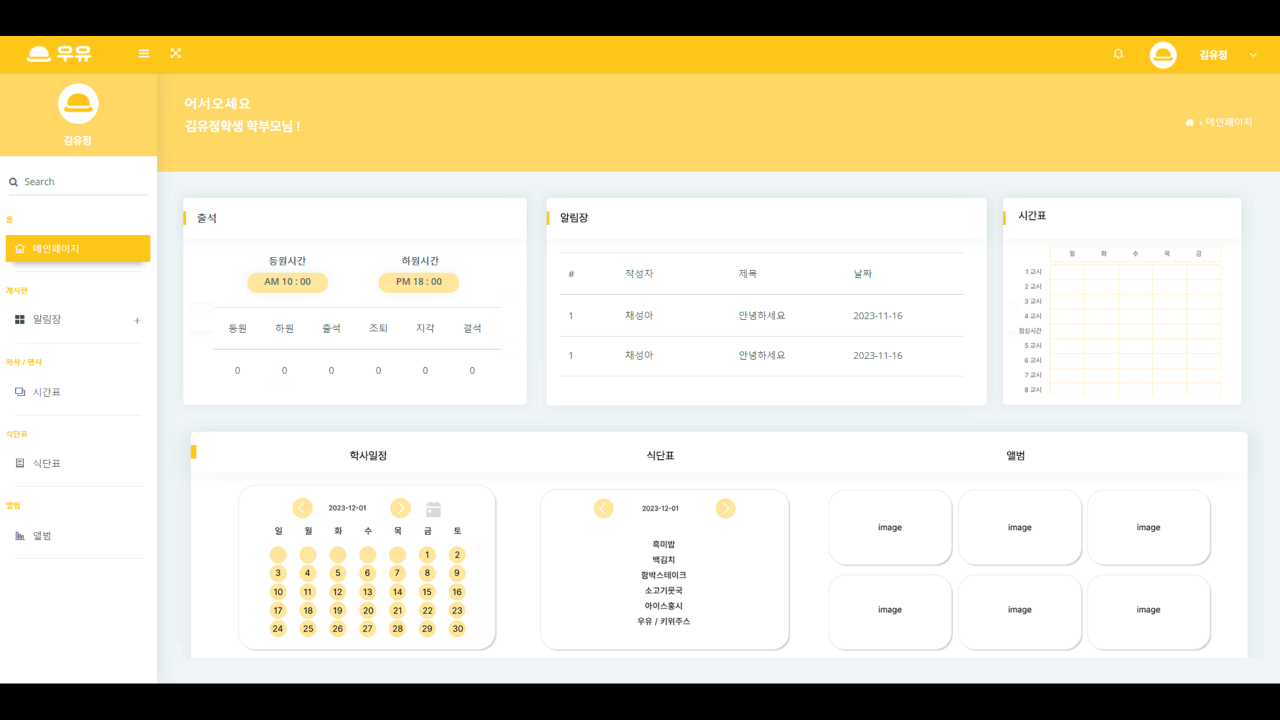 우유
김유정
김유정
어서오세요
김유정학생 학부모님 !
› 메인페이지
Search
홈
메인페이지
게시판
알림장 +
학사 / 행사
시간표
식단표
식단표
앨범
앨범
출석
등원시간 하원시간
AM 10 : 00 PM 18 : 00
등원 하원 출석 조퇴 지각 결석
0 0 0 0 0 0
알림장
# 작성자 제목 날짜
1 채성아 안녕하세요 2023-11-16
1 채성아 안녕하세요 2023-11-16
시간표
월 화 수 목 금
1 교시
2 교시
3 교시
4 교시
점심시간
5 교시
6 교시
7 교시
8 교시
학사일정 식단표 앨범
2023-12-01
일 월 화 수 목 금 토
1 2
3 4 5 6 7 8 9
10 11 12 13 14 15 16
17 18 19 20 21 22 23
24 25 26 27 28 29 30
2023-12-01
흑미밥
백김치
함박스테이크
소고기뭇국
아이스홍시
우유 / 키위주스
image image image
image image image